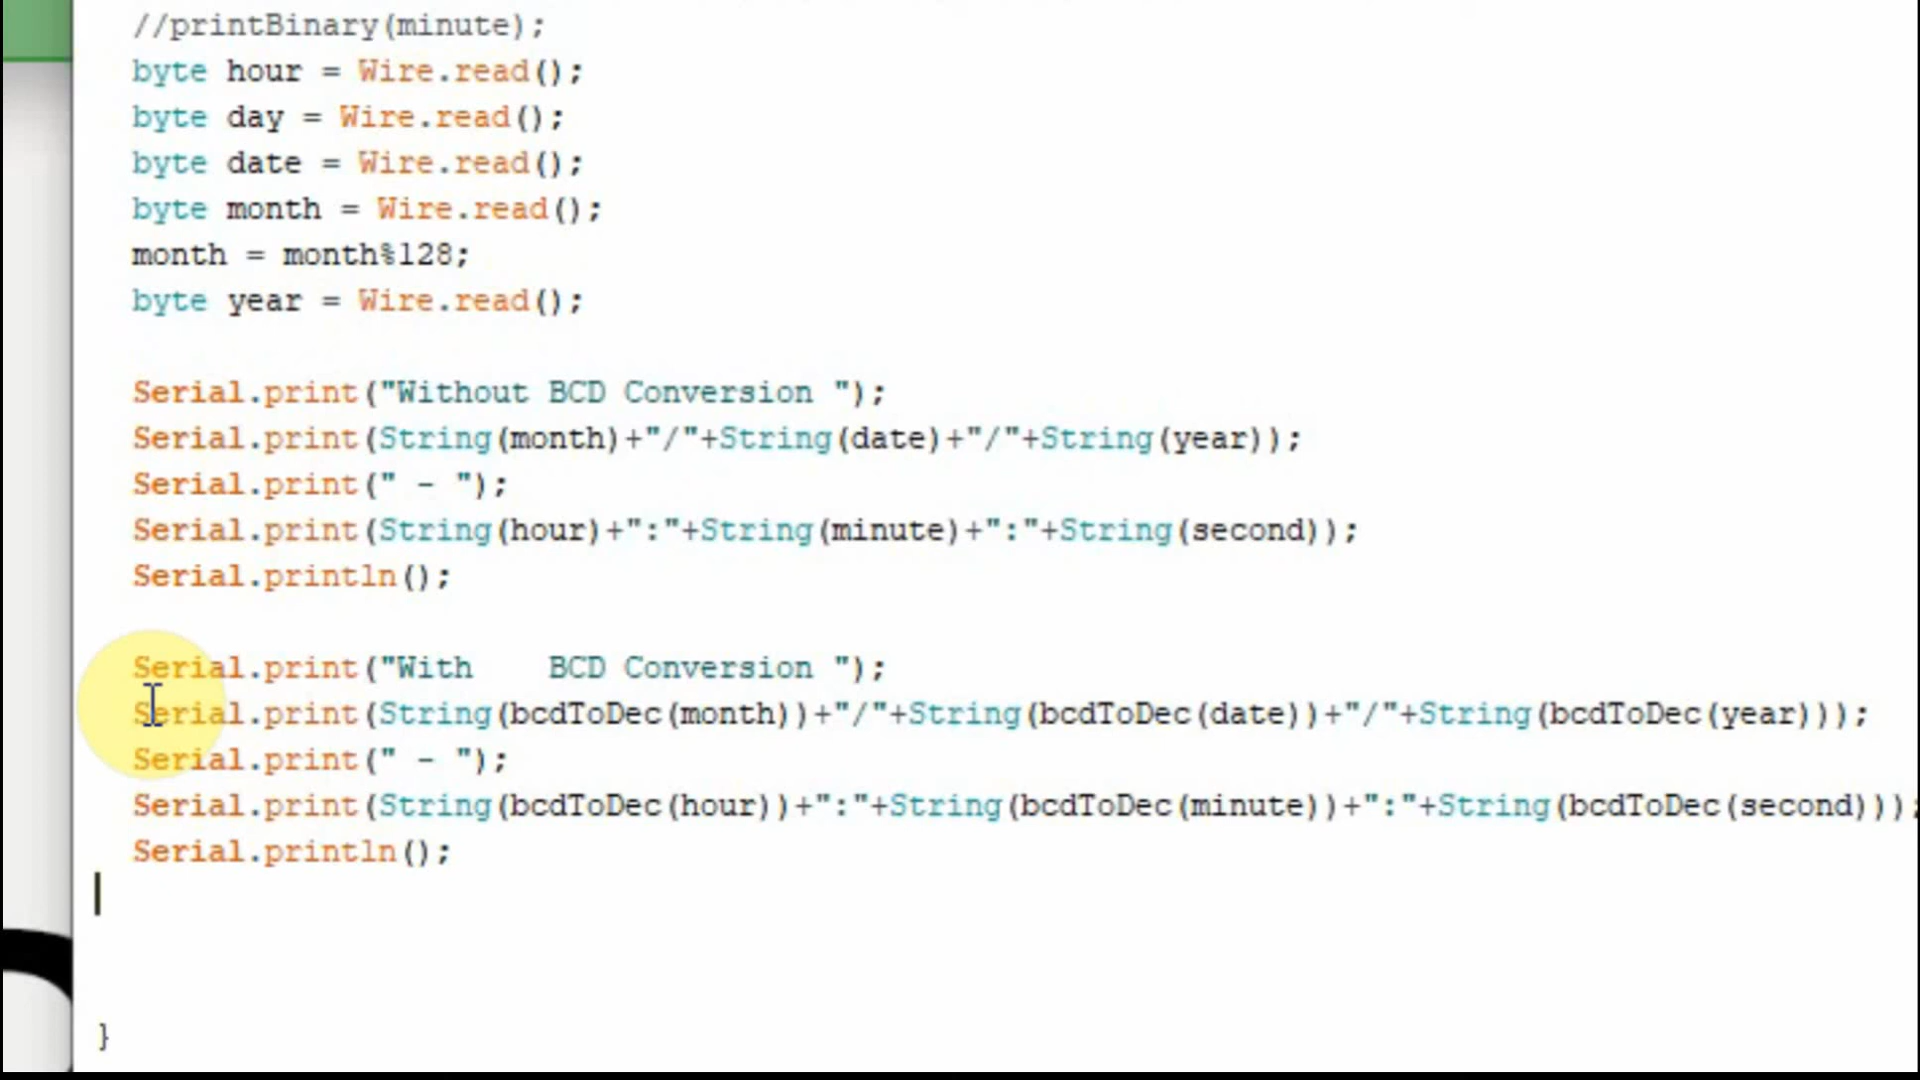 //printBinary(minute);
byte hour = Wire.read();
byte day = Wire.read();
byte date = Wire.read();
byte month = Wire.read();
month = month%128;
byte year = Wire.read();
Serial.print("Without BCD Conversion ");
Serial.print(String(month)+"/"+String(date)+"/"+String(year));
Serial.print(" - ");
Serial.print(String(hour)+":"+String(minute)+":"+String(second));
Serial.println();
Serial.print("With    BCD Conversion ");
Serial.print(String(bcdToDec(month))+"/"+String(bcdToDec(date))+"/"+String(bcdToDec(year)));
Serial.print(" - ");
Serial.print(String(bcdToDec(hour))+":"+String(bcdToDec(minute))+":"+String(bcdToDec(second)));
Serial.println();
}